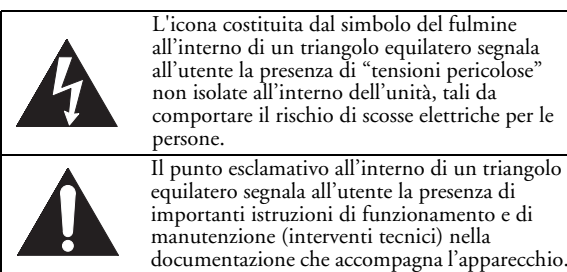 L'icona costituita dal simbolo del fulmine
all’interno di un triangolo equilatero segnala
all’utente la presenza di “tensioni pericolose”
non isolate all’interno dell’unità, tali da
comportare il rischio di scosse elettriche per le
persone.
Il punto esclamativo all’interno di un triangolo
equilatero segnala all’utente la presenza di
importanti istruzioni di funzionamento e di
manutenzione (interventi tecnici) nella
documentazione che accompagna l’apparecchio.